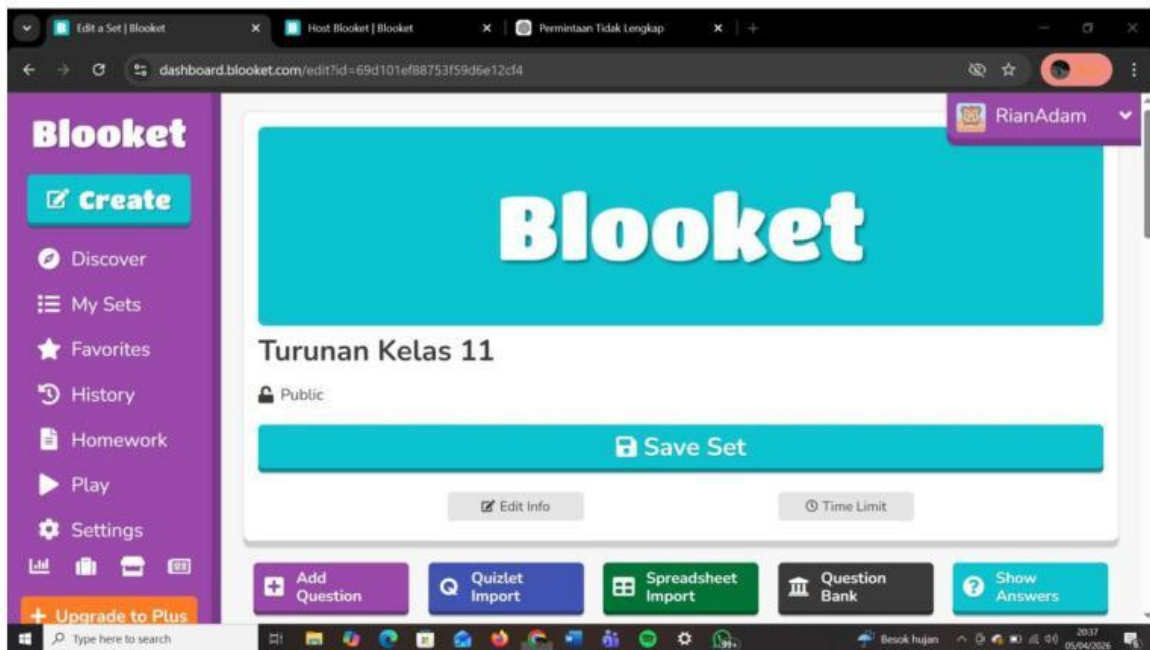 Edit a Set | Blooket
Host Blooket | Blooket
Permintaan Tidak Lengkap
dashboard.blooket.com/edit?id=69d101ef88753f59d6e12cf4
Blooket
RianAdam
Create
Discover
My Sets
Favorites
History
Homework
Play
Settings
+ Upgrade to Plus
Blooket
Turunan Kelas 11
Public
Save Set
Edit Info
Time Limit
Add Question
Quizlet Import
Spreadsheet Import
Question Bank
Show Answers
Type here to search
99+
Besok hujan
20:37
05/04/2026